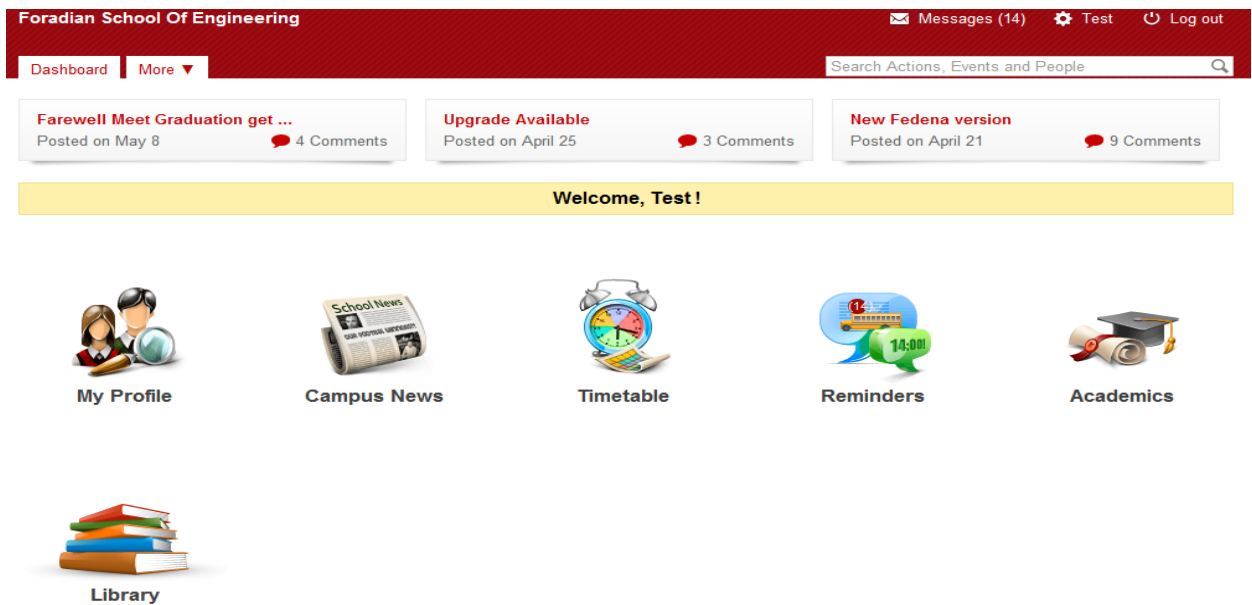 Foradian School Of Engineering
Messages (14) Test Log out
Dashboard More ▼
Search Actions, Events and People
Farewell Meet Graduation get ...
Posted on May 8 4 Comments
Upgrade Available
Posted on April 25 3 Comments
New Fedena version
Posted on April 21 9 Comments
Welcome, Test !
School News
(14)
14:00!
My Profile
Campus News
Timetable
Reminders
Academics
Library